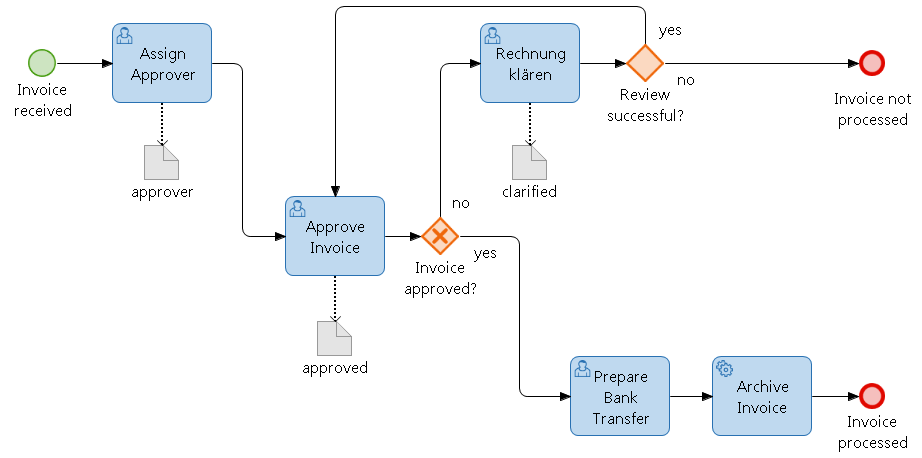 yes
Assign
Approver
Rechnung
klären
no
Invoice
received
Review
successful?
Invoice not
processed
approver
clarified
no
Approve
Invoice
yes
Invoice
approved?
approved
Prepare
Bank
Transfer
Archive
Invoice
Invoice
processed